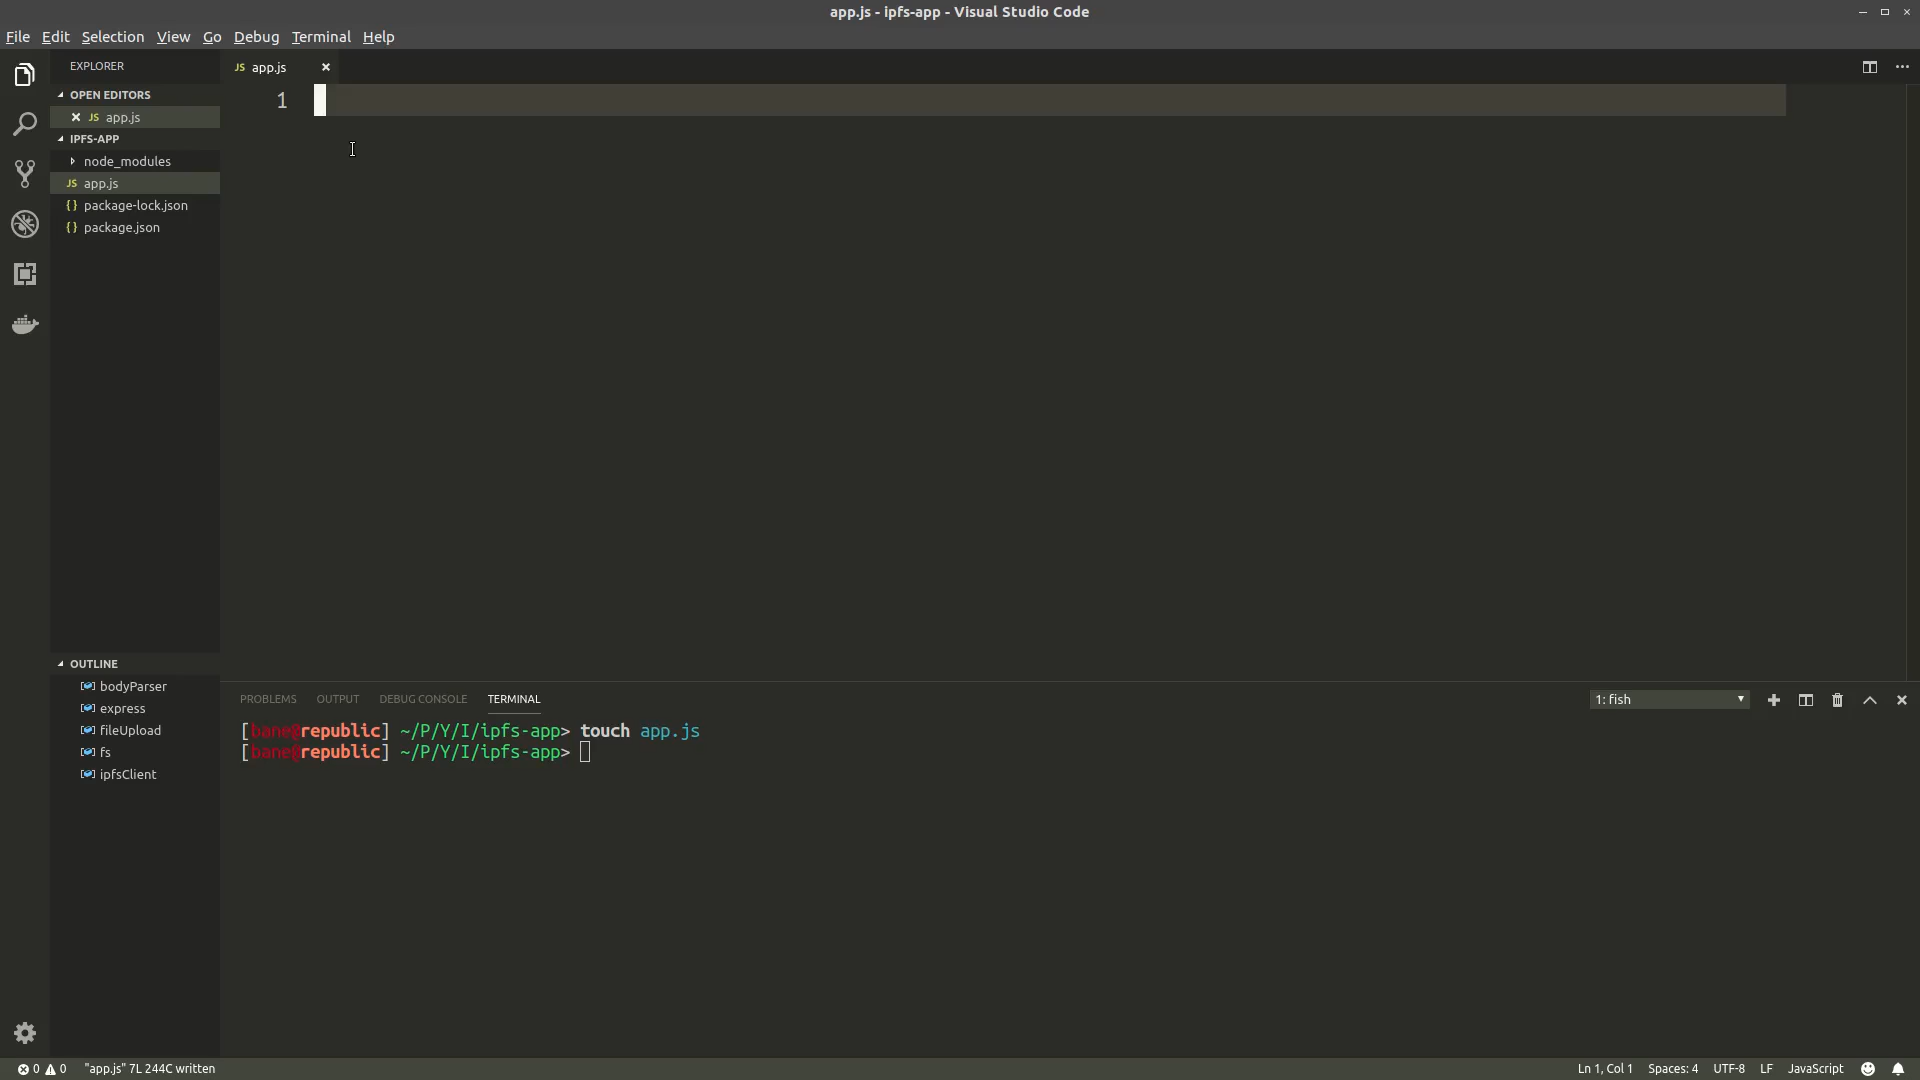 app.js - ipfs-app - Visual Studio Code
File Edit Selection View Go Debug Terminal Help
EXPLORER
OPEN EDITORS
JS app.js
IPFS-APP
node_modules
JS app.js
{} package-lock.json
{} package.json
OUTLINE
bodyParser
express
fileUpload
fs
ipfsClient
JS app.js
1
PROBLEMS OUTPUT DEBUG CONSOLE TERMINAL
1: fish
[bane@republic] ~/P/Y/I/ipfs-app> touch app.js
[bane@republic] ~/P/Y/I/ipfs-app>
0 0 "app.js" 7L 244C written
Ln 1, Col 1 Spaces: 4 UTF-8 LF JavaScript